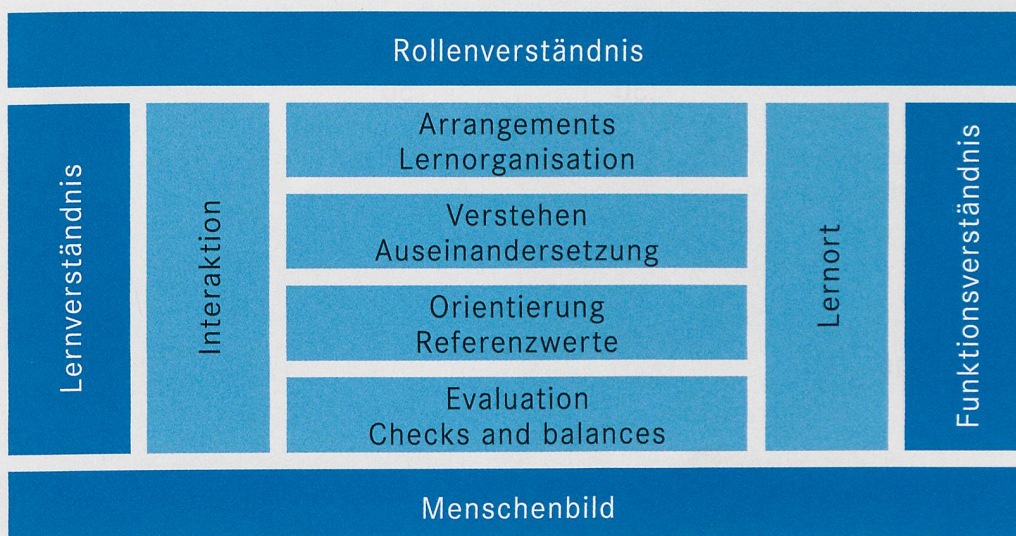 Rollenverständnis
Lernverständnis
Interaktion
Arrangements
Lernorganisation
Verstehen
Auseinandersetzung
Orientierung
Referenzwerte
Evaluation
Checks and balances
Lernort
Funktionsverständnis
Menschenbild